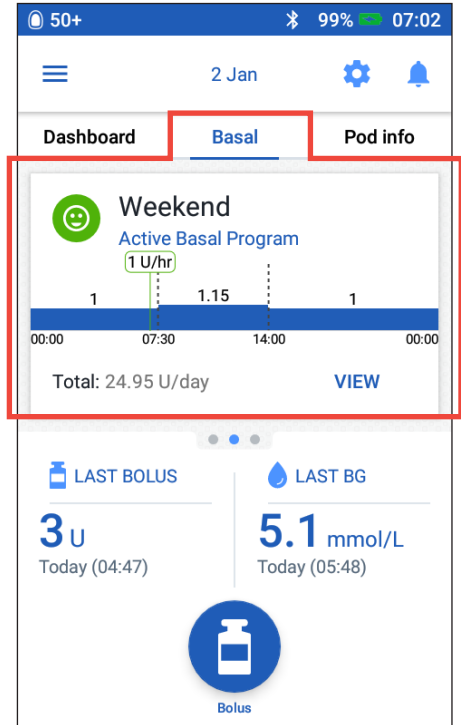 50+ 99% 07:02
2 Jan
Dashboard Basal Pod info
Weekend
Active Basal Program
1 U/hr
1 1.15 1
00:00 07:30 14:00 00:00
Total: 24.95 U/day VIEW
LAST BOLUS LAST BG
3 U 5.1 mmol/L
Today (04:47) Today (05:48)
Bolus